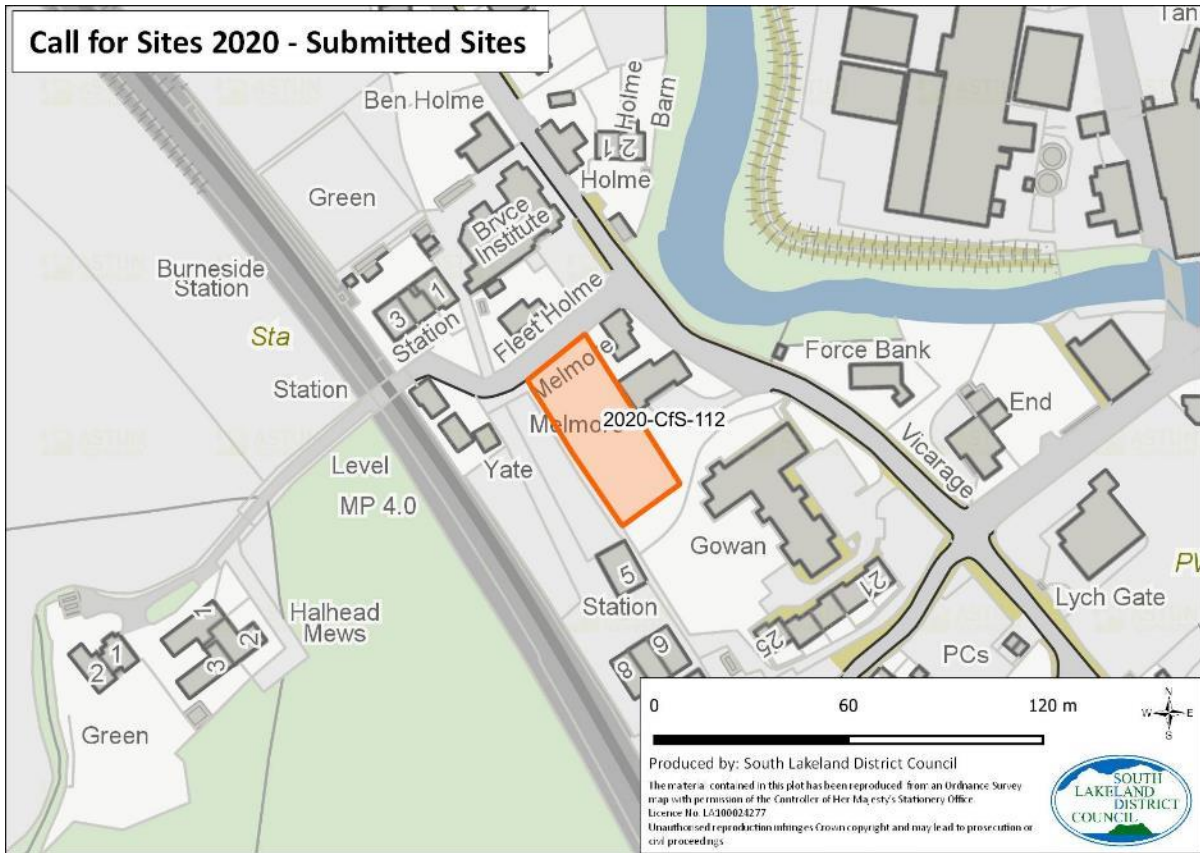 Call for Sites 2020 - Submitted Sites
Tan
Ben Holme
Holme
Barn
21
Holme
Green
Bryce
Institute
Burneside
Station
1
3
Station
Fleet Holme
Sta
Station
Melmore
Melmore
2020-CfS-112
Force Bank
End
Vicarage
Level
Yate
MP 4.0
Gowan
5
Station
Halhead
Mews
1
2
3
1
2
Green
21
25
9
8
Lych Gate
PCs
0 60 120 m
N
W E
S
Produced by: South Lakeland District Council
The material contained in this plot has been reproduced from an Ordnance Survey
map with permission of the Controller of Her Majesty's Stationery Office
Licence No. LA100024277
Unauthorised reproduction infringes Crown copyright and may lead to prosecution or
civil proceedings
SOUTH
LAKELAND
DISTRICT
COUNCIL